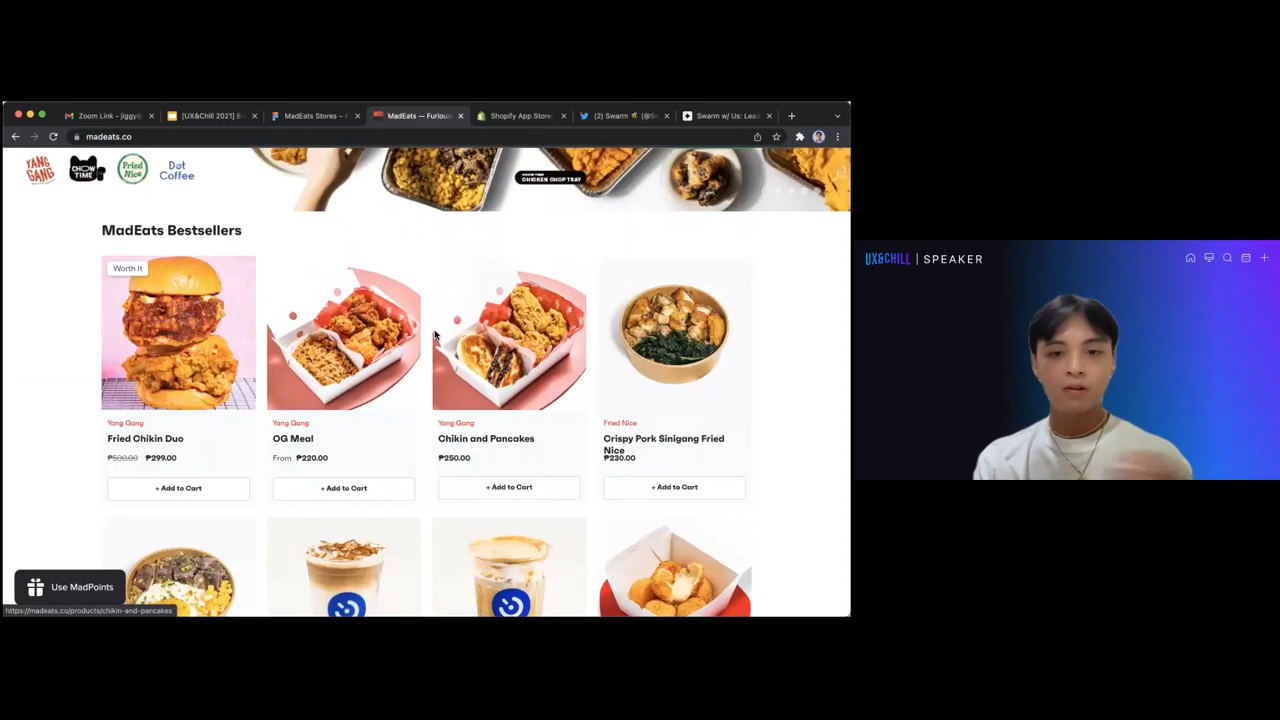 Zoom Link - jiggy@
[UX&Chill 2021] E-
MadEats Stores – F
MadEats — Furiou
Shopify App Store:
(2) Swarm
Swarm w/ Us: Lea
madeats.co
YANG GANG
CHOW TIME
Fried Nice
Dot Coffee
CHICKEN CHOP TRAY
MadEats Bestsellers
Worth It
Yang Gang
Fried Chikin Duo
₱500.00 ₱299.00
+ Add to Cart
Yang Gang
OG Meal
From ₱220.00
+ Add to Cart
Yang Gang
Chikin and Pancakes
₱250.00
+ Add to Cart
Fried Nice
Crispy Pork Sinigang Fried
Nice
₱230.00
+ Add to Cart
Use MadPoints
https://madeats.co/products/chikin-and-pancakes
UX&CHILL | SPEAKER